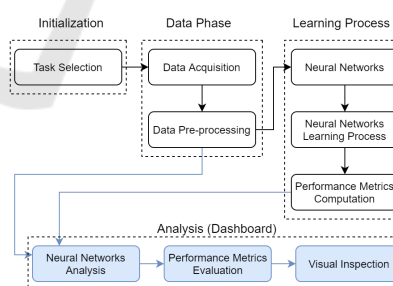 Initialization
Data Phase
Learning Process
Task Selection
Data Acquisition
Neural Networks
Data Pre-processing
Neural Networks
Learning Process
Performance Metrics
Computation
Analysis (Dashboard)
Neural Networks
Analysis
Performance Metrics
Evaluation
Visual Inspection